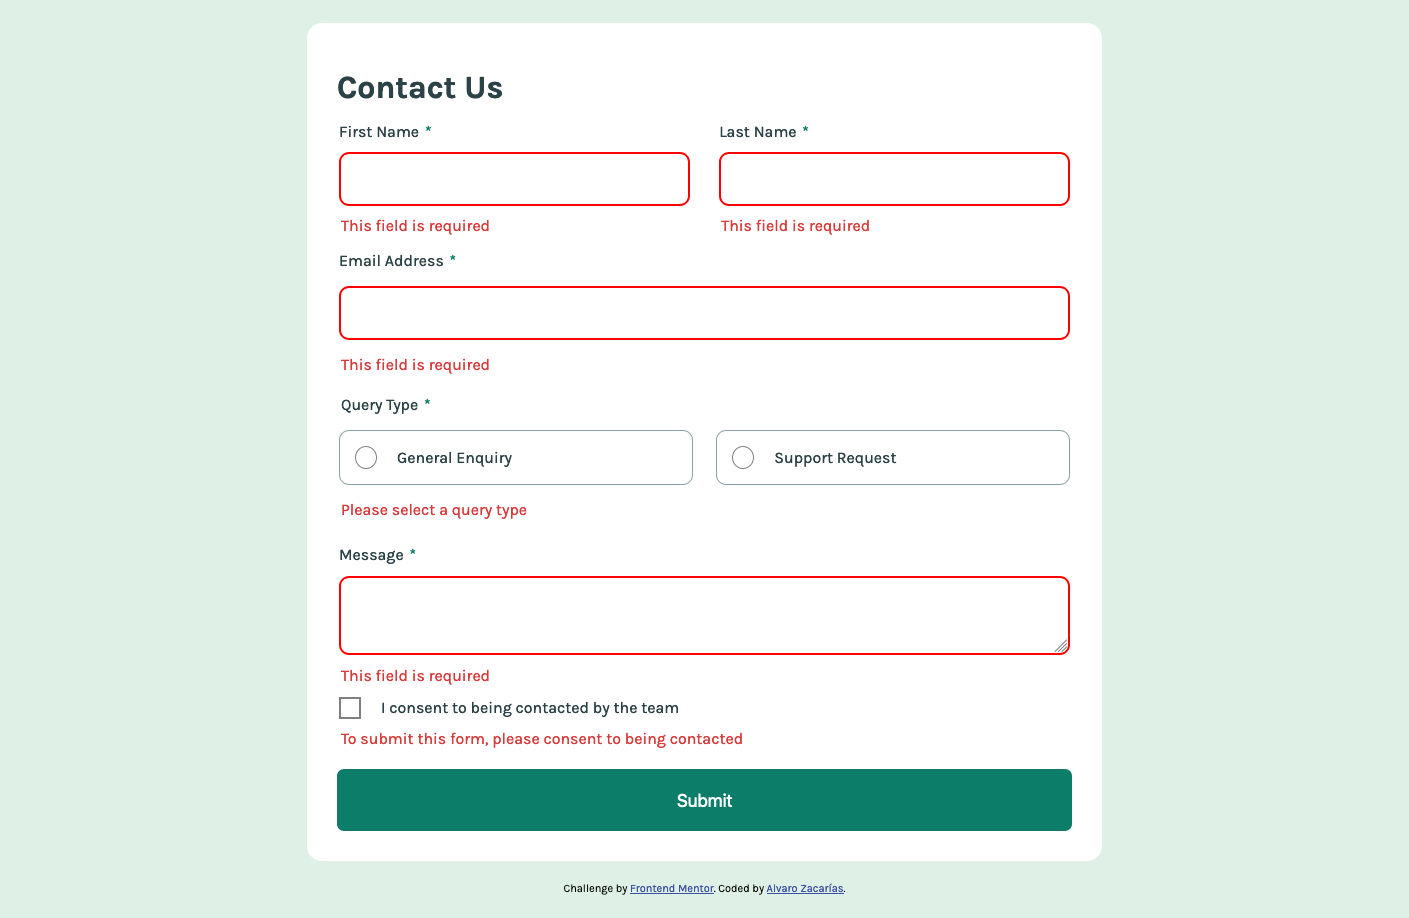 Contact Us
First Name *
Last Name *
This field is required
This field is required
Email Address *
This field is required
Query Type *
General Enquiry
Support Request
Please select a query type
Message *
This field is required
I consent to being contacted by the team
To submit this form, please consent to being contacted
Submit
Challenge by Frontend Mentor. Coded by Alvaro Zacarías.